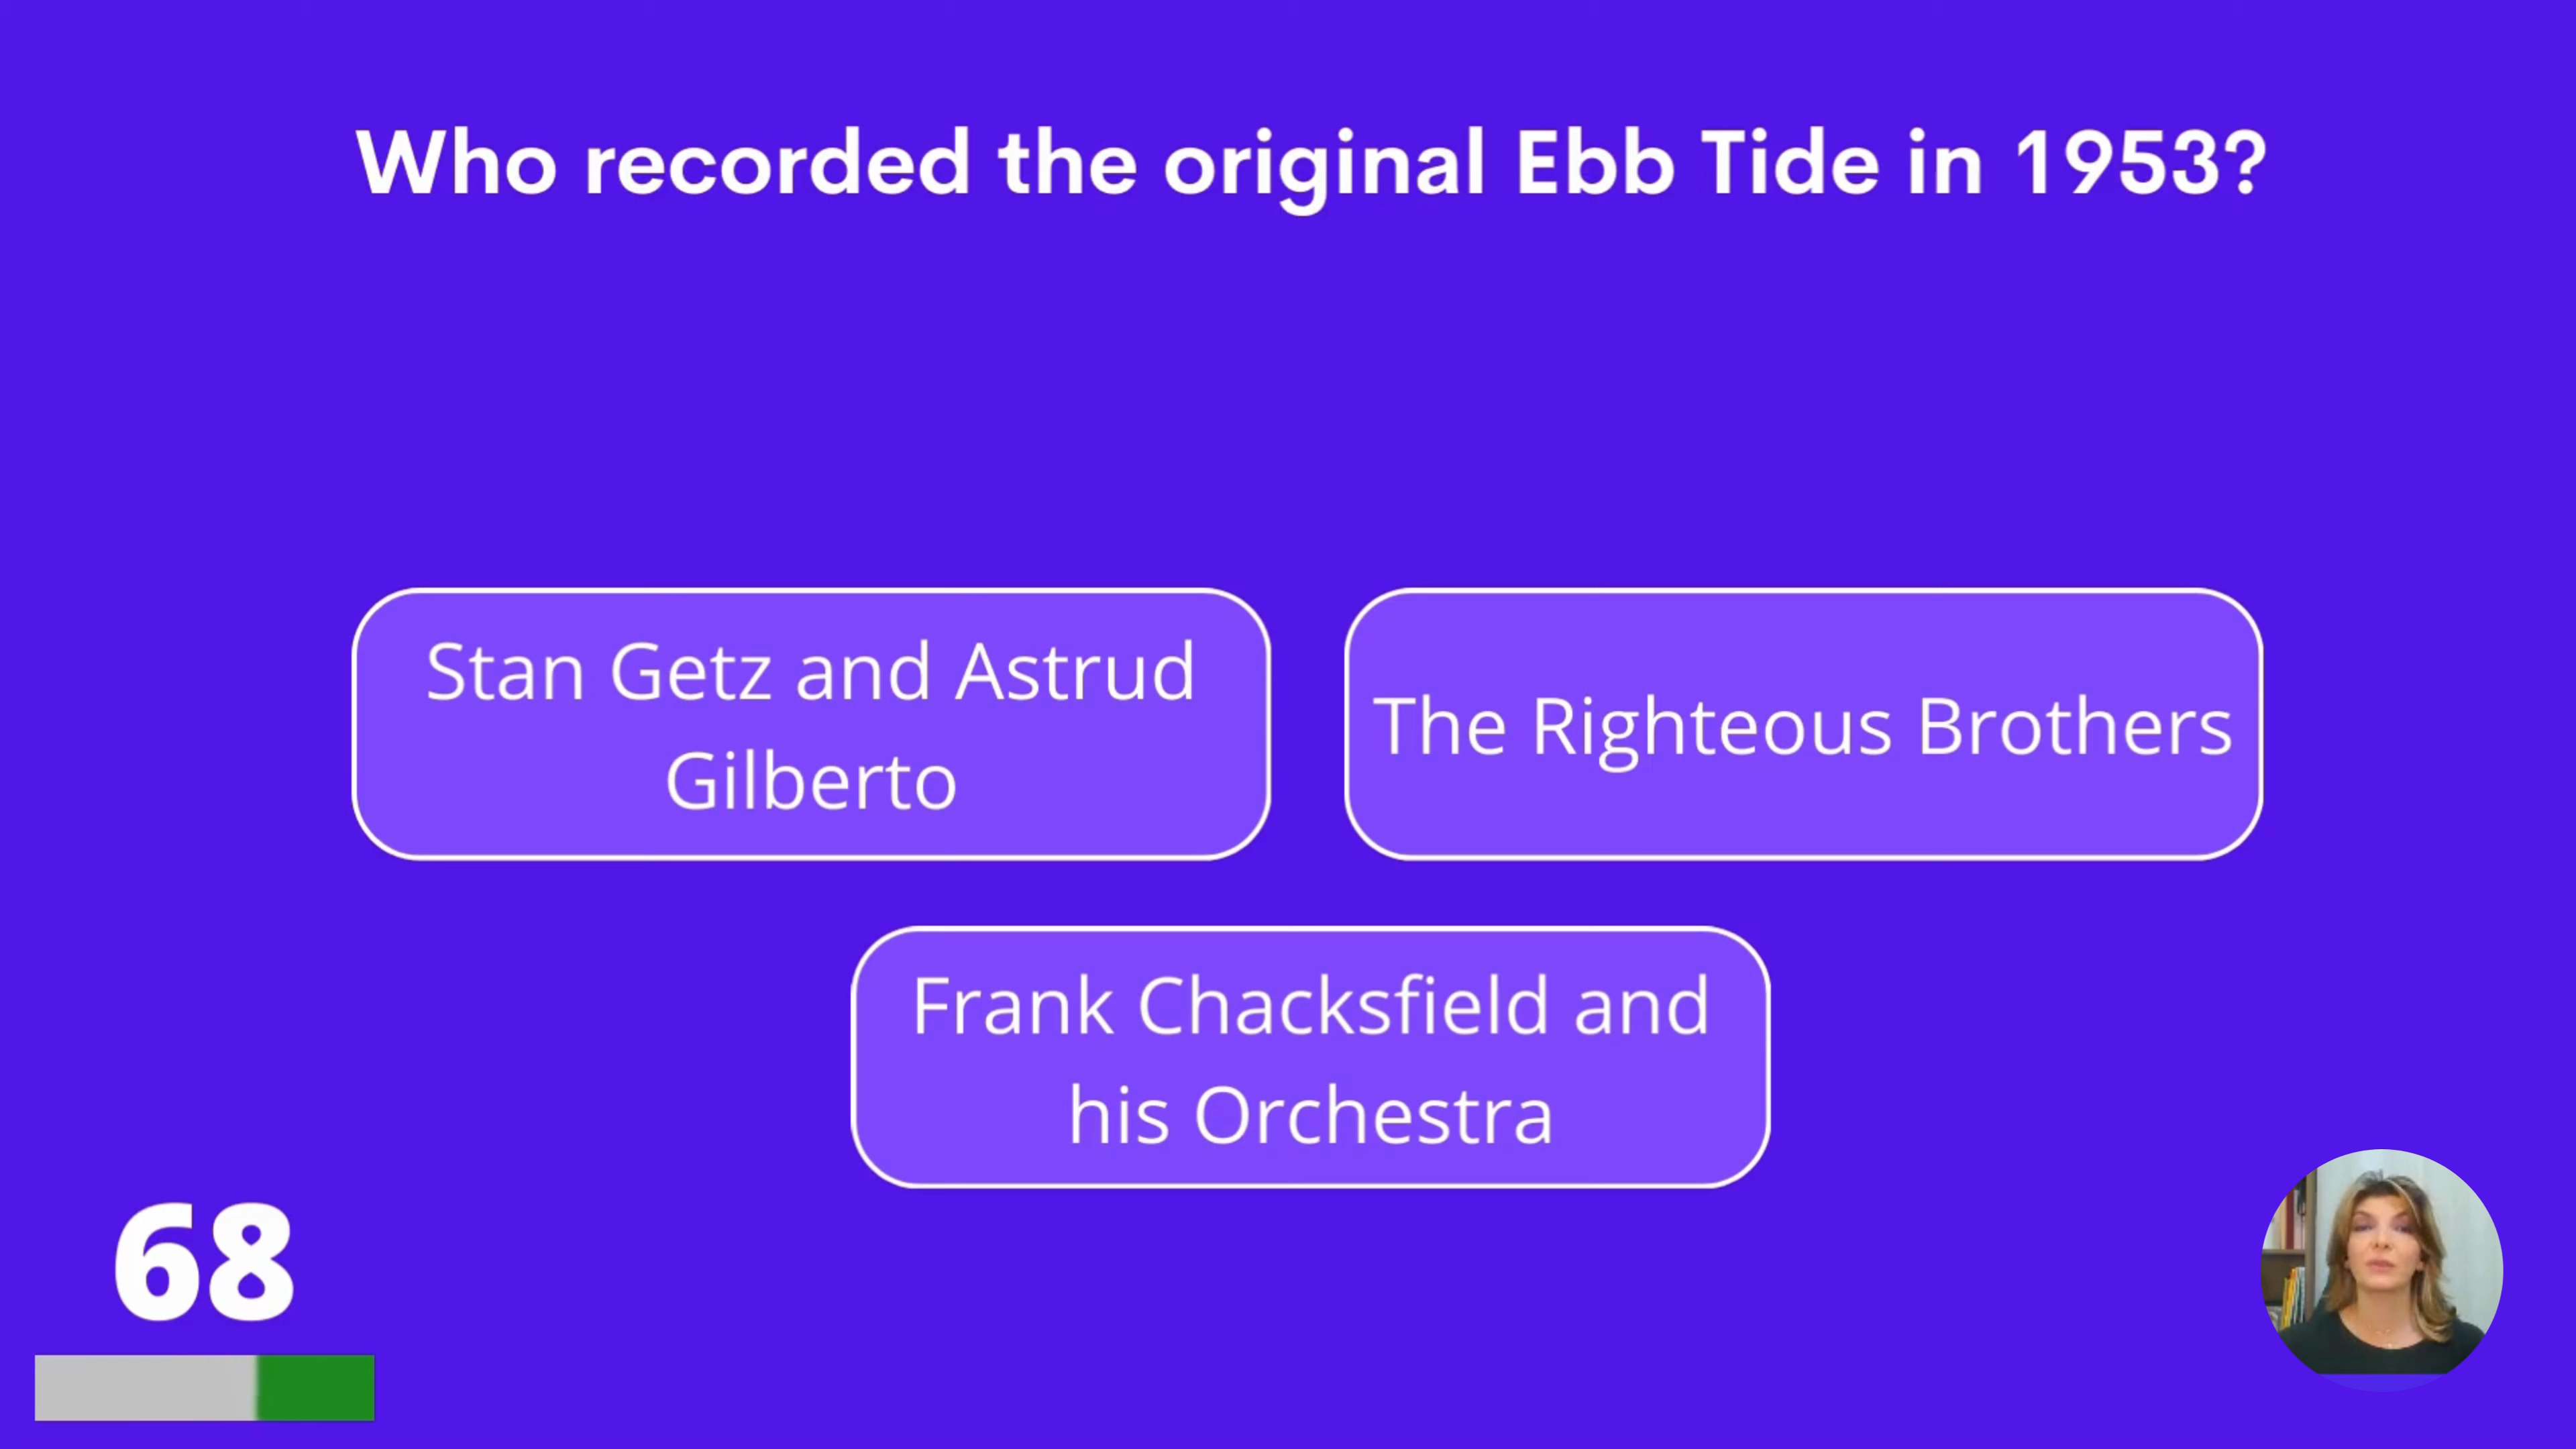 Who recorded the original Ebb Tide in 1953?
Stan Getz and Astrud
Gilberto
The Righteous Brothers
Frank Chacksfield and
his Orchestra
68